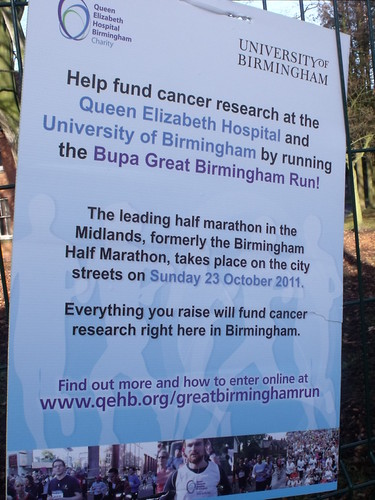 Queen
Elizabeth
Hospital
Birmingham
Charity
UNIVERSITY OF
BIRMINGHAM
Help fund cancer research at the
Queen Elizabeth Hospital and
University of Birmingham by running
the Bupa Great Birmingham Run!
The leading half marathon in the
Midlands, formerly the Birmingham
Half Marathon, takes place on the city
streets on Sunday 23 October 2011.
Everything you raise will fund cancer
research right here in Birmingham.
Find out more and how to enter online at
www.qehb.org/greatbirminghamrun